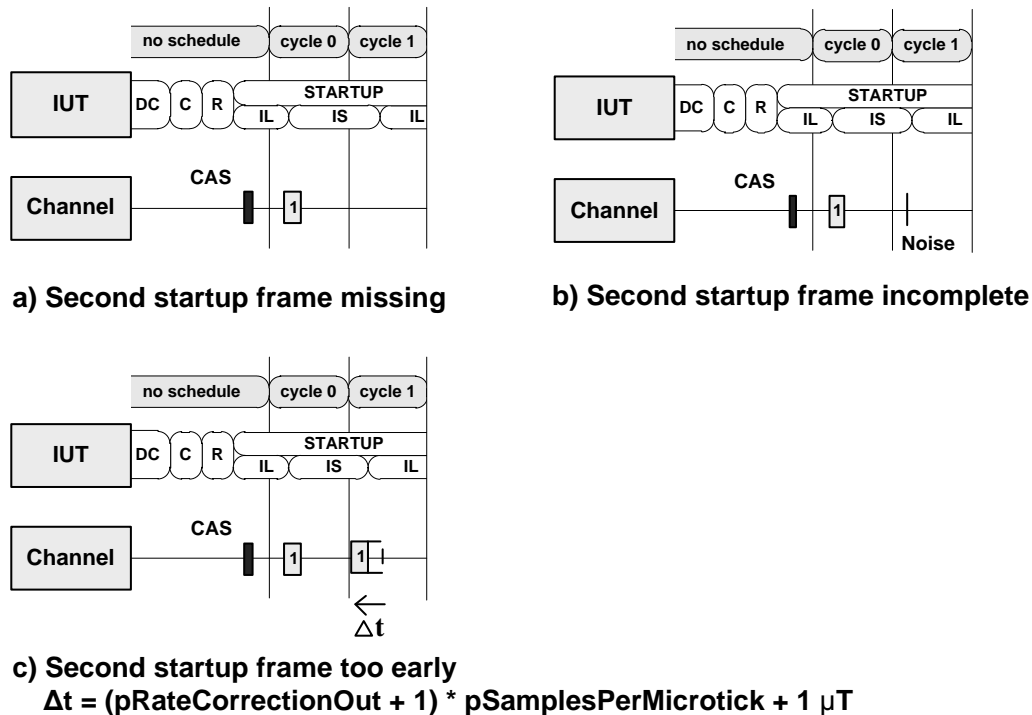 no schedule cycle 0 cycle 1
IUT DC C R STARTUP
IL IS IL
CAS
Channel 1
a) Second startup frame missing
no schedule cycle 0 cycle 1
IUT DC C R STARTUP
IL IS IL
CAS
Channel 1
Noise
b) Second startup frame incomplete
no schedule cycle 0 cycle 1
IUT DC C R STARTUP
IL IS IL
CAS
Channel 1 1
Δt
c) Second startup frame too early
Δt = (pRateCorrectionOut + 1) * pSamplesPerMicrotick + 1 µT